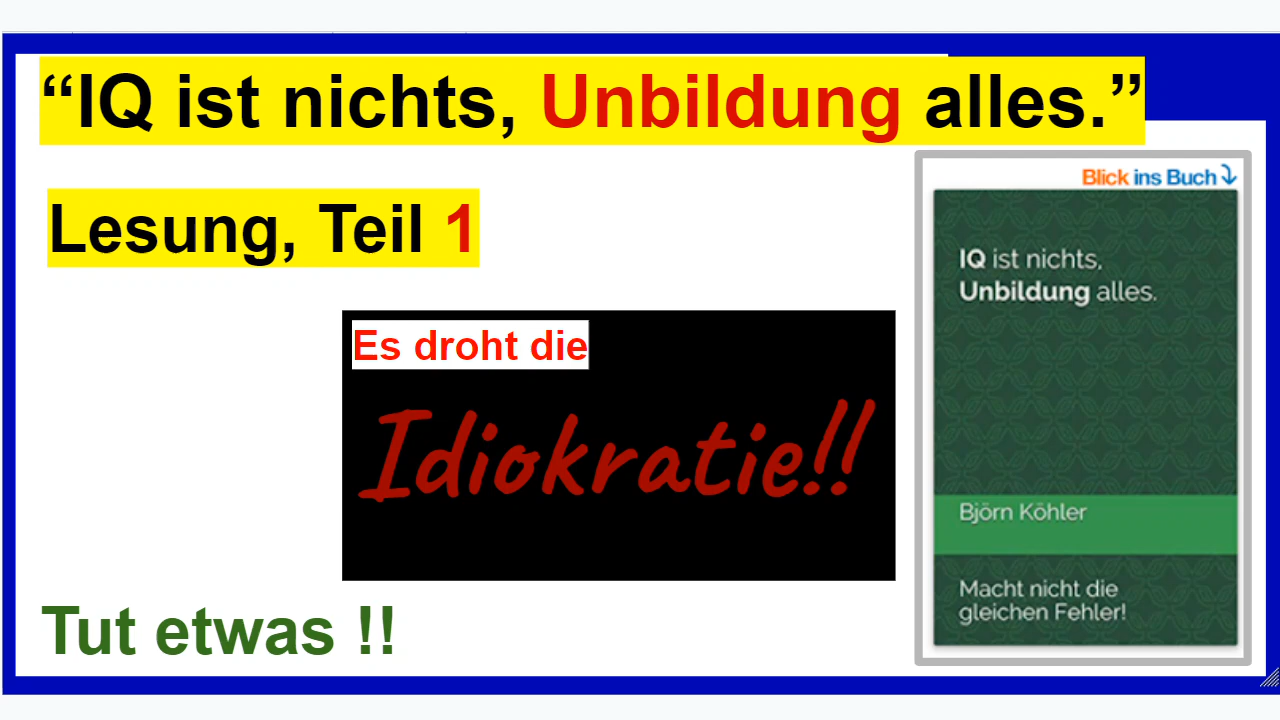 “IQ ist nichts, Unbildung alles.”
Lesung, Teil 1
Es droht die
Idiokratie!!
Tut etwas !!
Blick ins Buch
IQ ist nichts,
Unbildung alles.
Björn Köhler
Macht nicht die
gleichen Fehler!